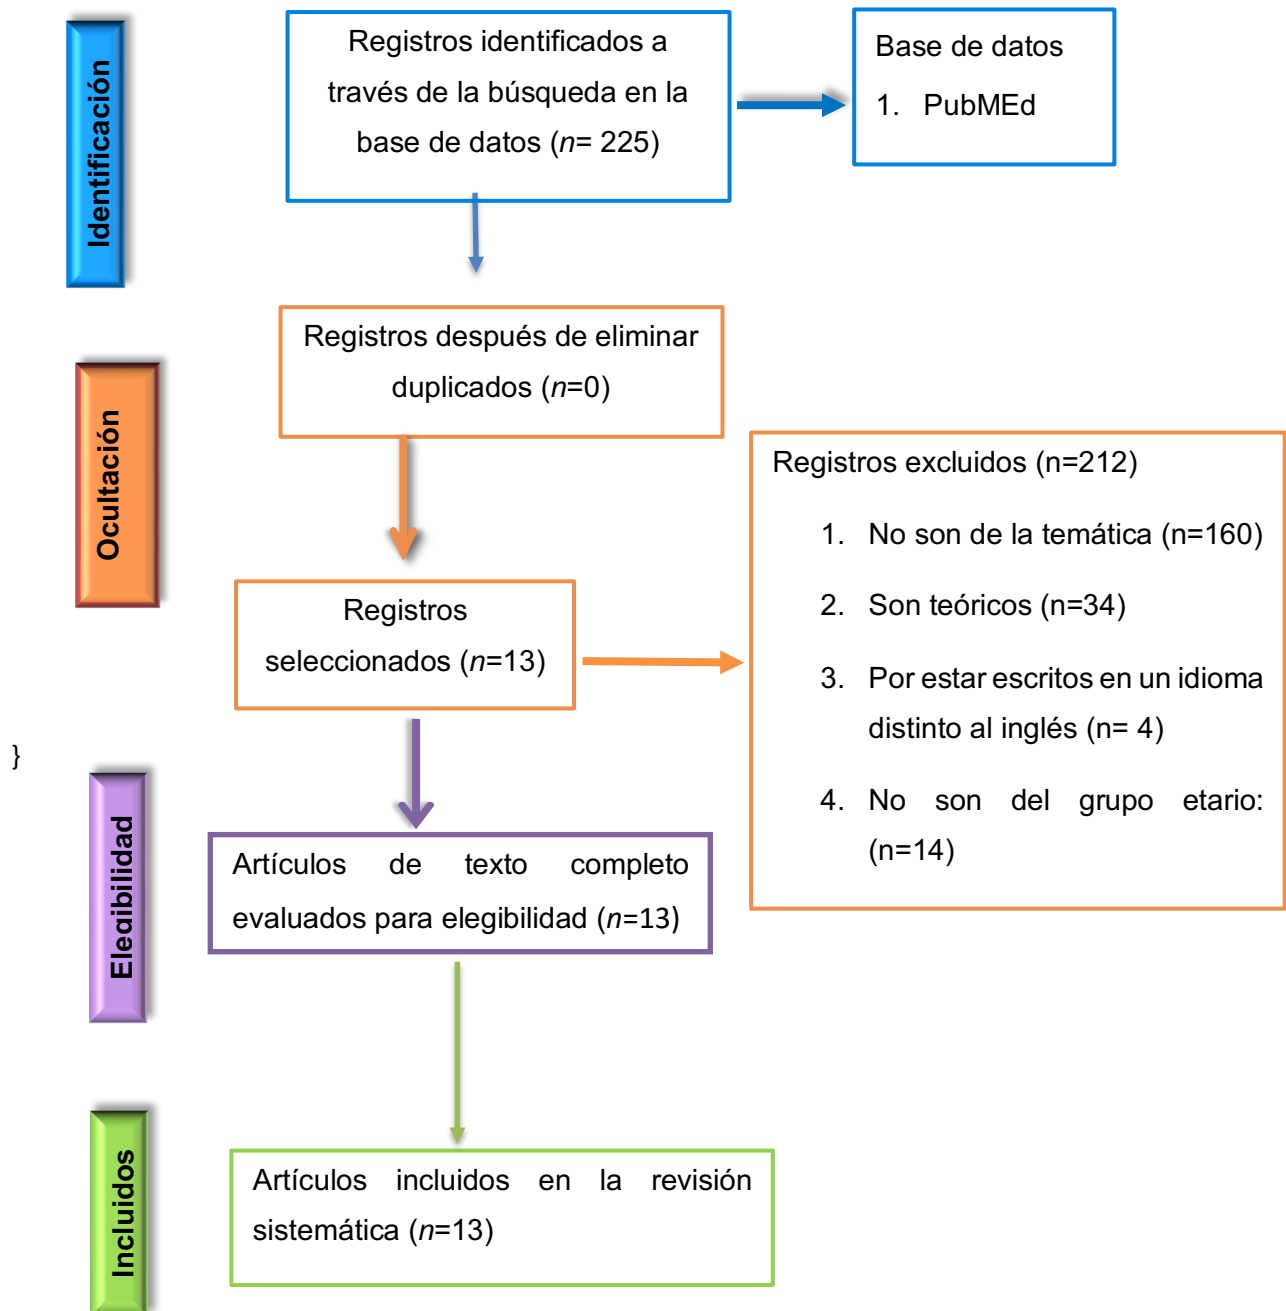 Identificación
Registros identificados a
través de la búsqueda en la
base de datos (n= 225)
Base de datos
1. PubMEd
Ocultación
Registros después de eliminar
duplicados (n=0)
Registros
seleccionados (n=13)
Registros excluidos (n=212)
1. No son de la temática (n=160)
2. Son teóricos (n=34)
3. Por estar escritos en un idioma
distinto al inglés (n= 4)
4. No son del grupo etario:
(n=14)
}
Elegibilidad
Artículos de texto completo
evaluados para elegibilidad (n=13)
Incluidos
Artículos incluidos en la revisión
sistemática (n=13)